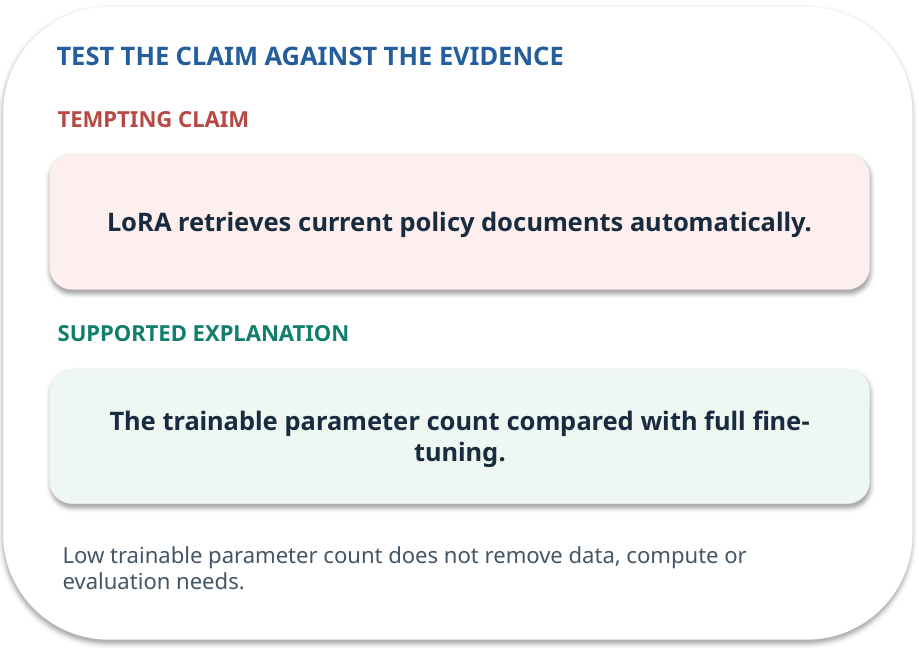 TEST THE CLAIM AGAINST THE EVIDENCE
TEMPTING CLAIM
LoRA retrieves current policy documents automatically.
SUPPORTED EXPLANATION
The trainable parameter count compared with full fine-
tuning.
Low trainable parameter count does not remove data, compute or
evaluation needs.